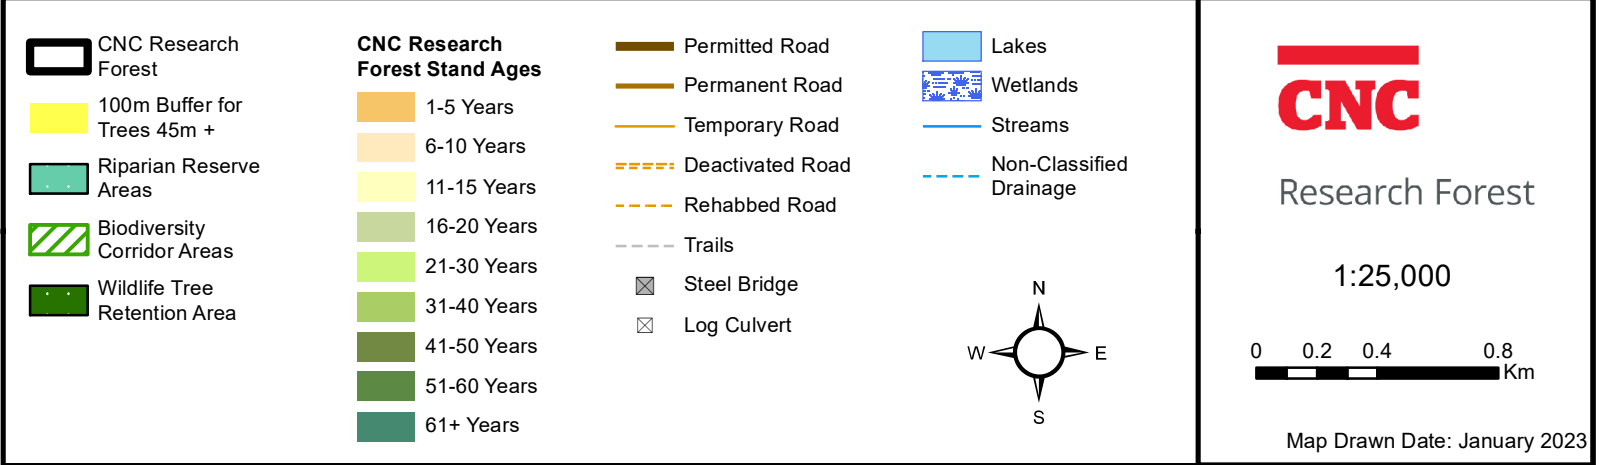 CNC Research
Forest
100m Buffer for
Trees 45m +
Riparian Reserve
Areas
Biodiversity
Corridor Areas
Wildlife Tree
Retention Area
CNC Research
Forest Stand Ages
1-5 Years
6-10 Years
11-15 Years
16-20 Years
21-30 Years
31-40 Years
41-50 Years
51-60 Years
61+ Years
Permitted Road
Permanent Road
Temporary Road
Deactivated Road
Rehabbed Road
Trails
Steel Bridge
Log Culvert
Lakes
Wetlands
Streams
Non-Classified
Drainage
N
W E
S
CNC
Research Forest
1:25,000
0 0.2 0.4 0.8
Km
Map Drawn Date: January 2023